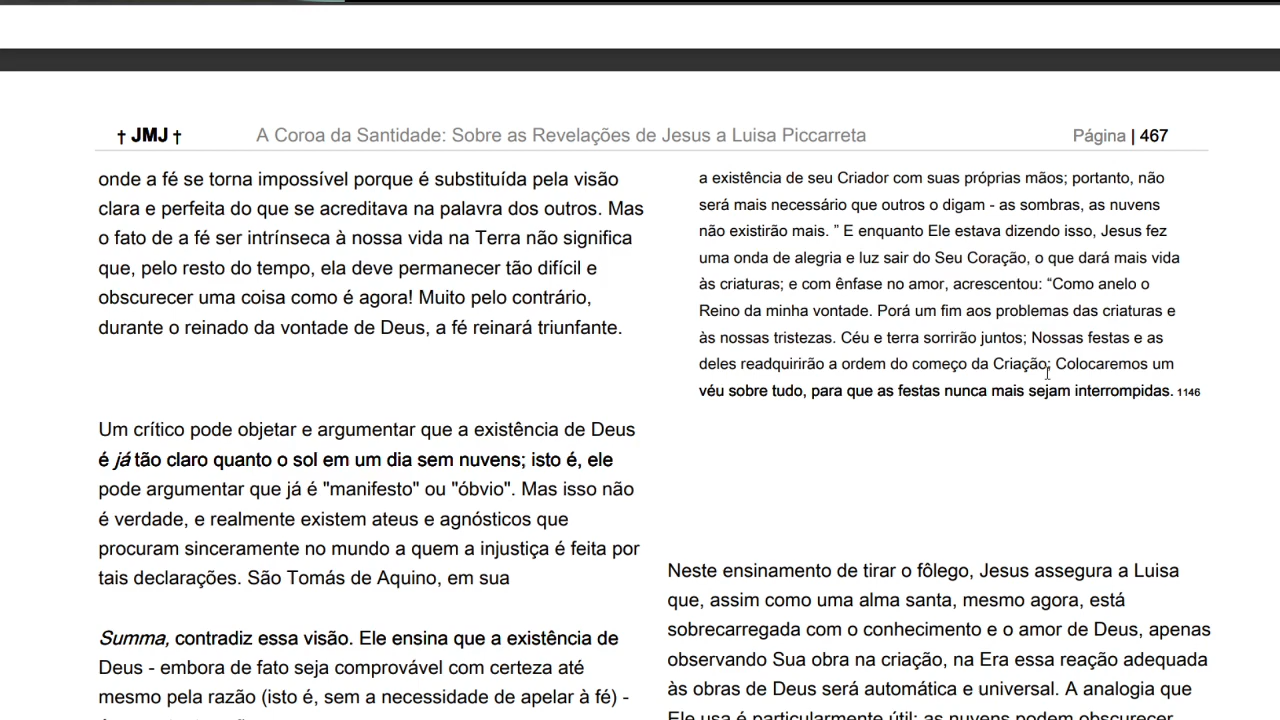 † JMJ † A Coroa da Santidade: Sobre as Revelações de Jesus a Luisa Piccarreta Página | 467
onde a fé se torna impossível porque é substituída pela visão
clara e perfeita do que se acreditava na palavra dos outros. Mas
o fato de a fé ser intrínseca à nossa vida na Terra não significa
que, pelo resto do tempo, ela deve permanecer tão difícil e
obscurecer uma coisa como é agora! Muito pelo contrário,
durante o reinado da vontade de Deus, a fé reinará triunfante.
Um crítico pode objetar e argumentar que a existência de Deus
é já tão claro quanto o sol em um dia sem nuvens; isto é, ele
pode argumentar que já é "manifesto" ou "óbvio". Mas isso não
é verdade, e realmente existem ateus e agnósticos que
procuram sinceramente no mundo a quem a injustiça é feita por
tais declarações. São Tomás de Aquino, em sua
Summa, contradiz essa visão. Ele ensina que a existência de
Deus - embora de fato seja comprovável com certeza até
mesmo pela razão (isto é, sem a necessidade de apelar à fé) -
a existência de seu Criador com suas próprias mãos; portanto, não
será mais necessário que outros o digam - as sombras, as nuvens
não existirão mais. ” E enquanto Ele estava dizendo isso, Jesus fez
uma onda de alegria e luz sair do Seu Coração, o que dará mais vida
às criaturas; e com ênfase no amor, acrescentou: “Como anelo o
Reino da minha vontade. Porá um fim aos problemas das criaturas e
às nossas tristezas. Céu e terra sorrirão juntos; Nossas festas e as
deles readquirirão a ordem do começo da Criação; Colocaremos um
véu sobre tudo, para que as festas nunca mais sejam interrompidas. 1146
Neste ensinamento de tirar o fôlego, Jesus assegura a Luisa
que, assim como uma alma santa, mesmo agora, está
sobrecarregada com o conhecimento e o amor de Deus, apenas
observando Sua obra na criação, na Era essa reação adequada
às obras de Deus será automática e universal. A analogia que
Ele usa é particularmente útil: as nuvens podem obscurecer